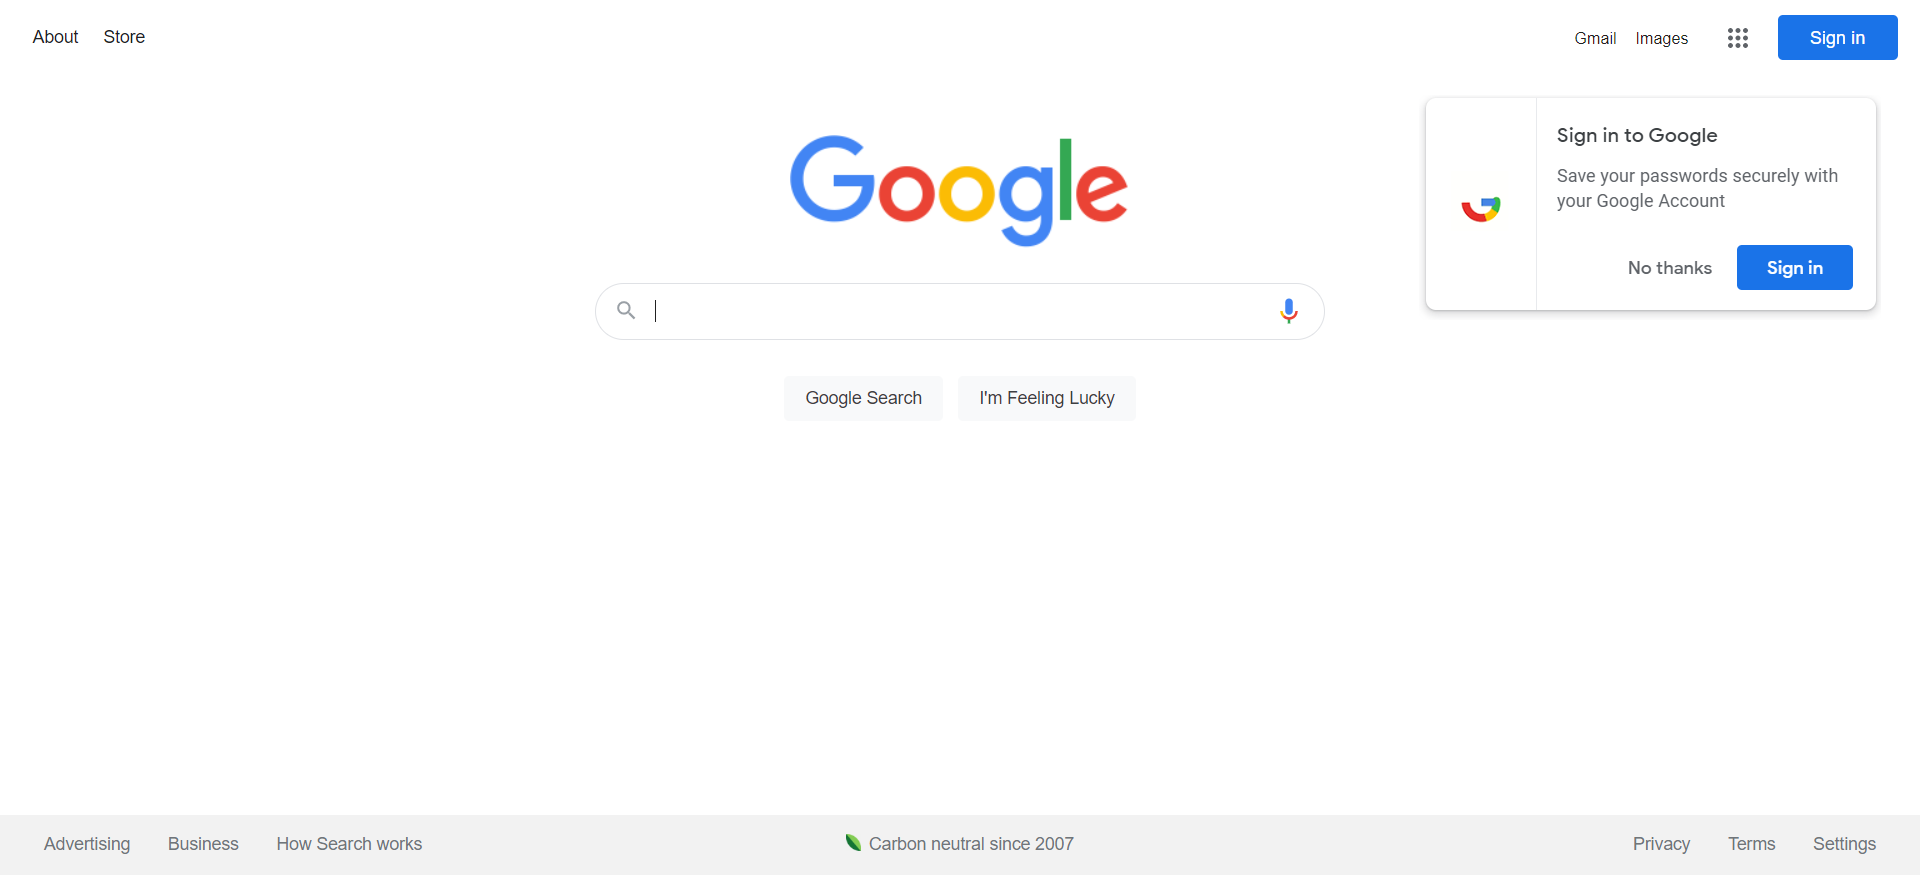 About
Store
Gmail
Images
Sign in
Google
Sign in to Google
Save your passwords securely with
your Google Account
No thanks
Sign in
Google Search
I'm Feeling Lucky
Advertising
Business
How Search works
Carbon neutral since 2007
Privacy
Terms
Settings